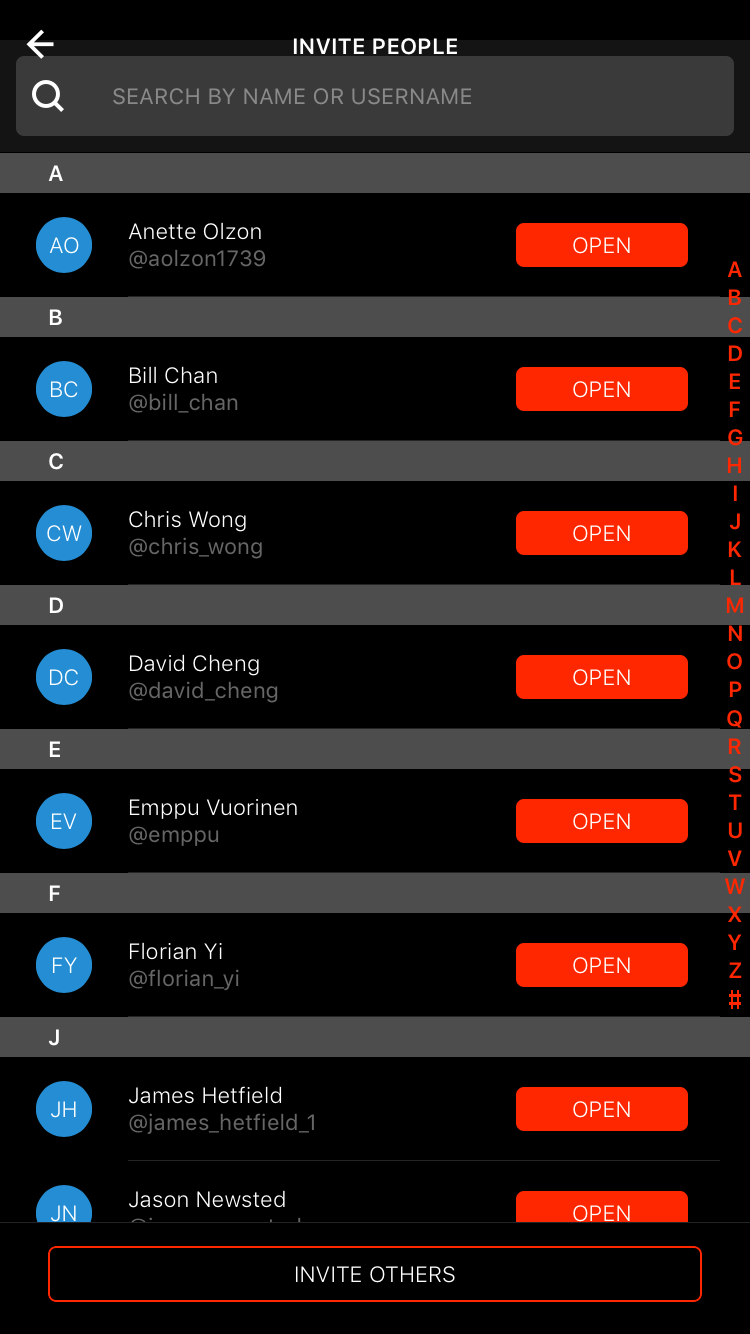 INVITE PEOPLE
SEARCH BY NAME OR USERNAME
A
AO
Anette Olzon
@aolzon1739
OPEN
B
BC
Bill Chan
@bill_chan
OPEN
C
CW
Chris Wong
@chris_wong
OPEN
D
DC
David Cheng
@david_cheng
OPEN
E
EV
Emppu Vuorinen
@emppu
OPEN
F
FY
Florian Yi
@florian_yi
OPEN
J
JH
James Hetfield
@james_hetfield_1
OPEN
JN
Jason Newsted
OPEN
A
B
C
D
E
F
G
H
I
J
K
L
M
N
O
P
Q
R
S
T
U
V
W
X
Y
Z
#
INVITE OTHERS